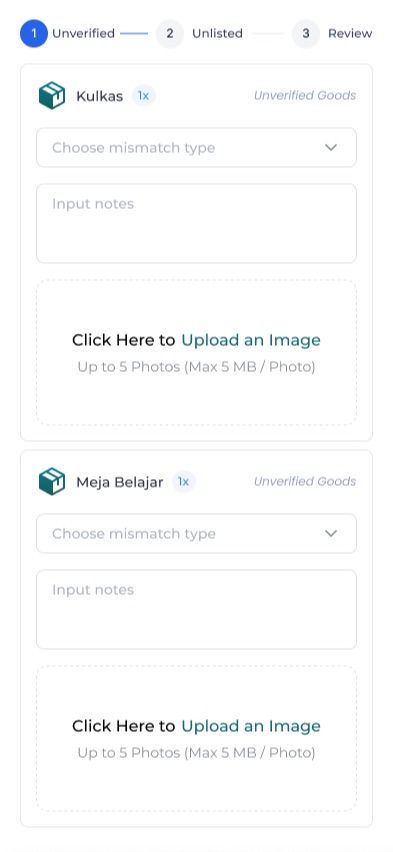 1 Unverified 2 Unlisted 3 Review
Kulkas 1x Unverified Goods
Choose mismatch type
Input notes
Click Here to Upload an Image
Up to 5 Photos (Max 5 MB / Photo)
Meja Belajar 1x Unverified Goods
Choose mismatch type
Input notes
Click Here to Upload an Image
Up to 5 Photos (Max 5 MB / Photo)